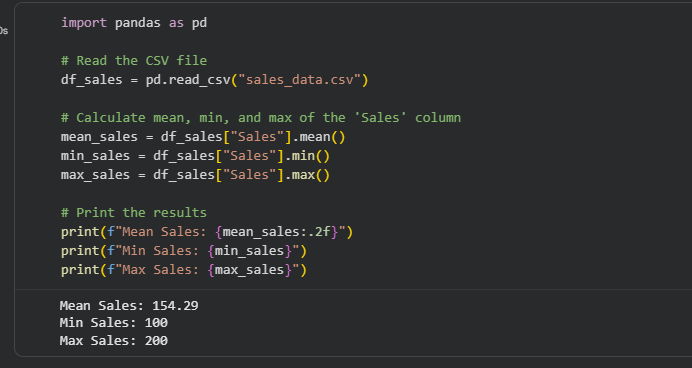 import pandas as pd
# Read the CSV file
df_sales = pd.read_csv("sales_data.csv")
# Calculate mean, min, and max of the 'Sales' column
mean_sales = df_sales["Sales"].mean()
min_sales = df_sales["Sales"].min()
max_sales = df_sales["Sales"].max()
# Print the results
print(f"Mean Sales: {mean_sales:.2f}")
print(f"Min Sales: {min_sales}")
print(f"Max Sales: {max_sales}")
Mean Sales: 154.29
Min Sales: 100
Max Sales: 200